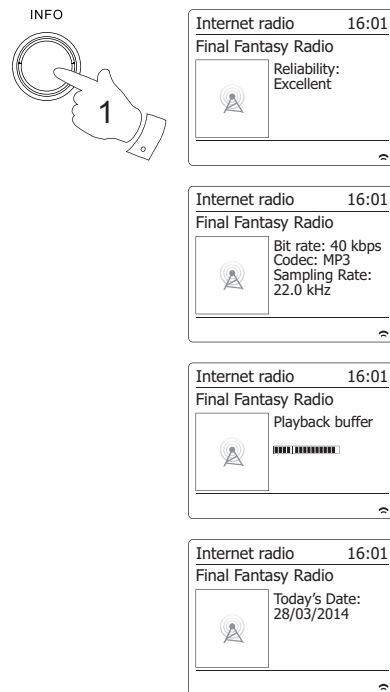 INFO
1
Internet radio 16:01
Final Fantasy Radio
Reliability:
Excellent
Internet radio 16:01
Final Fantasy Radio
Bit rate: 40 kbps
Codec: MP3
Sampling Rate:
22.0 kHz
Internet radio 16:01
Final Fantasy Radio
Playback buffer
Internet radio 16:01
Final Fantasy Radio
Today’s Date:
28/03/2014